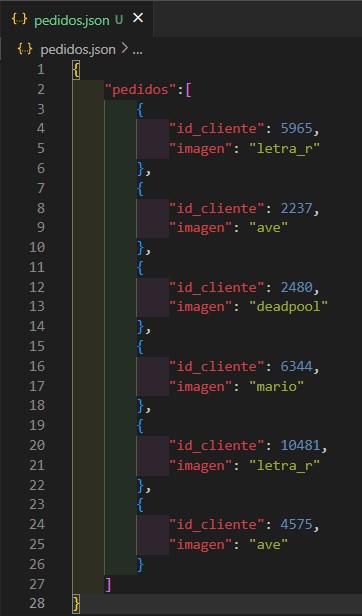 pedidos.json U ×
pedidos.json > ...
1 {
2     "pedidos":[
3         {
4             "id_cliente": 5965,
5             "imagen": "letra_r"
6         },
7         {
8             "id_cliente": 2237,
9             "imagen": "ave"
10         },
11         {
12             "id_cliente": 2480,
13             "imagen": "deadpool"
14         },
15         {
16             "id_cliente": 6344,
17             "imagen": "mario"
18         },
19         {
20             "id_cliente": 10481,
21             "imagen": "letra_r"
22         },
23         {
24             "id_cliente": 4575,
25             "imagen": "ave"
26         }
27     ]
28 }